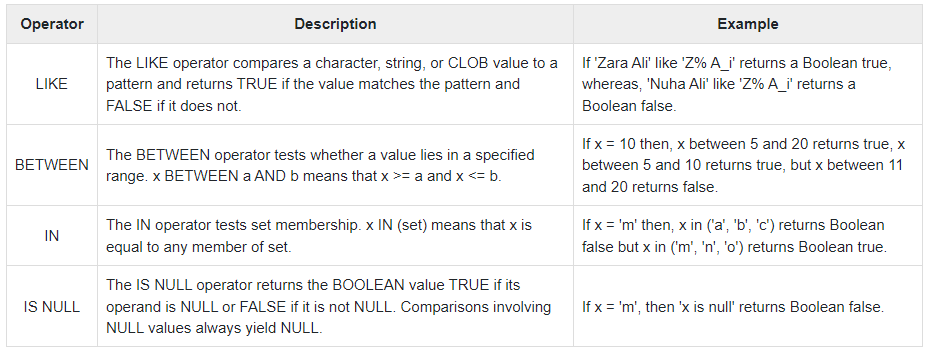 Operator Description Example
LIKE
The LIKE operator compares a character, string, or CLOB value to a
pattern and returns TRUE if the value matches the pattern and
FALSE if it does not.
If 'Zara Ali' like 'Z% A_i' returns a Boolean true,
whereas, 'Nuha Ali' like 'Z% A_i' returns a
Boolean false.
BETWEEN
The BETWEEN operator tests whether a value lies in a specified
range. x BETWEEN a AND b means that x >= a and x <= b.
If x = 10 then, x between 5 and 20 returns true, x
between 5 and 10 returns true, but x between 11
and 20 returns false.
IN
The IN operator tests set membership. x IN (set) means that x is
equal to any member of set.
If x = 'm' then, x in ('a', 'b', 'c') returns Boolean
false but x in ('m', 'n', 'o') returns Boolean true.
IS NULL
The IS NULL operator returns the BOOLEAN value TRUE if its
operand is NULL or FALSE if it is not NULL. Comparisons involving
NULL values always yield NULL.
If x = 'm', then 'x is null' returns Boolean false.